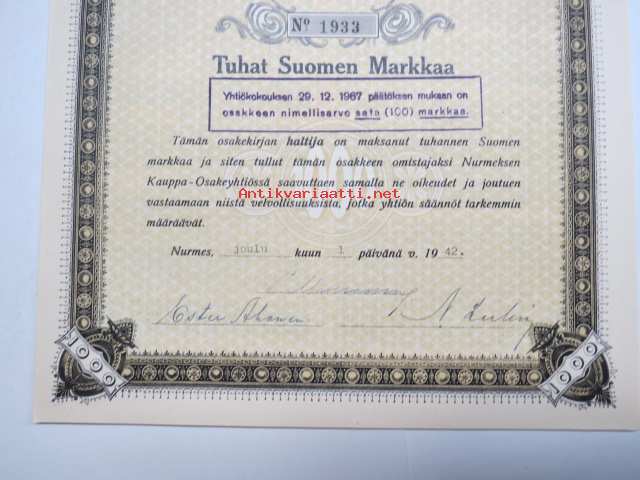 No 1933
Tuhat Suomen Markkaa
Yhtiökokouksen 29. 12. 1967 päätöksen mukaan on
osakkeen nimellisarvo sata (100) markkaa.
Tämän osakekirjan haltija on maksanut tuhannen Suomen
markkaa ja siten tullut tämän osakkeen omistajaksi Nurmeksen
Kauppa-Osakeyhtiössä saavuttaen samalla ne oikeudet ja joutuen
Antikvariaatti.net
vastaamaan niistä velvollisuuksista, jotka yhtiön säännöt tarkemmin
määräävät.
Nurmes, joulu kuun 1 päivänä v. 1942.
Ester Ahonen
1000
1000